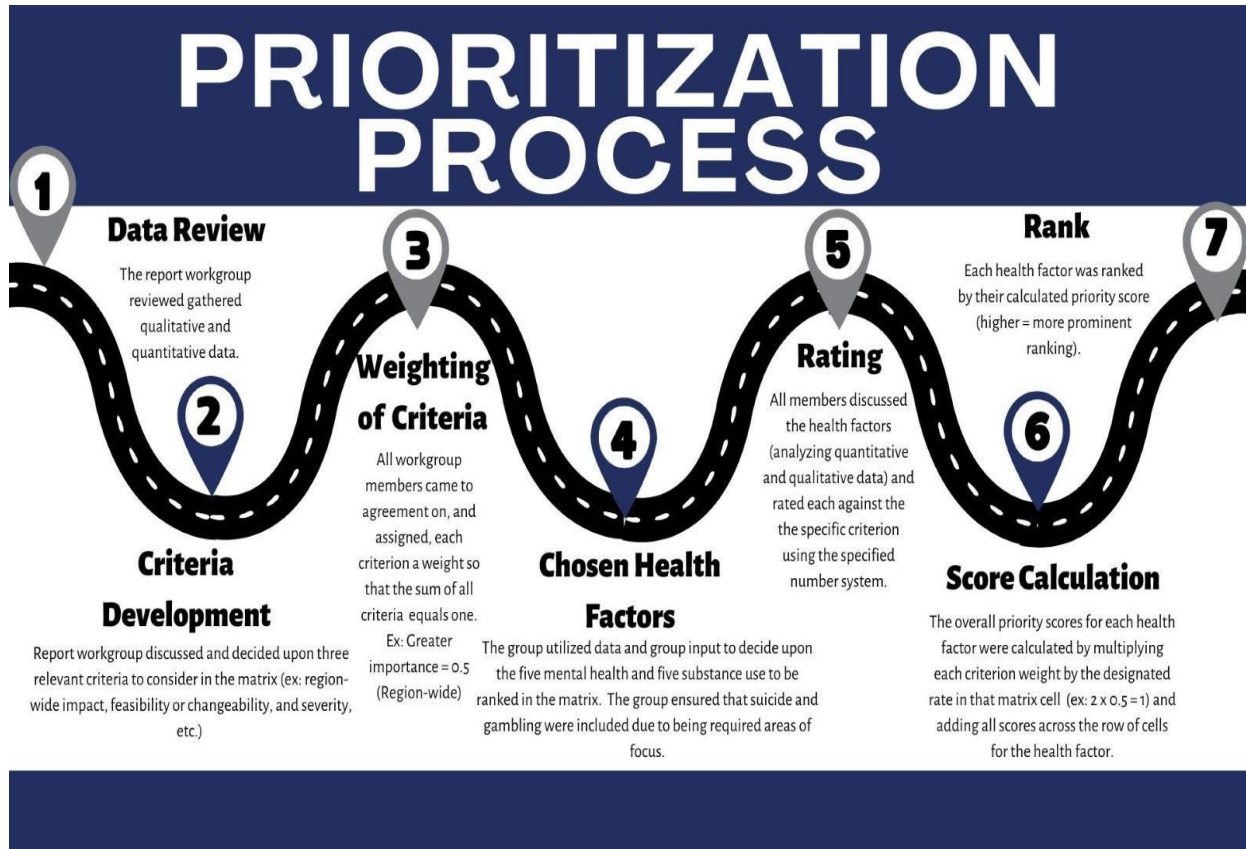 PRIORITIZATION
PROCESS
1
Data Review
The report workgroup
reviewed gathered
qualitative and
quantitative data.
2
Criteria
Development
Report workgroup discussed and decided upon three
relevant criteria to consider in the matrix (ex: region-
wide impact, feasibility or changeability, and severity,
etc.)
3
Weighting
of Criteria
All workgroup
members came to
agreement on, and
assigned, each
criterion a weight so
that the sum of all
criteria equals one.
Ex: Greater
importance = 0.5
(Region-wide)
4
Chosen Health
Factors
The group utilized data and group input to decide upon
the five mental health and five substance use to be
ranked in the matrix. The group ensured that suicide and
gambling were included due to being required areas of
focus.
5
Rating
All members discussed
the health factors
(analyzing quantitative
and qualitative data) and
rated each against the
the specific criterion
using the specified
number system.
6
Score Calculation
The overall priority scores for each health
factor were calculated by multiplying
each criterion weight by the designated
rate in that matrix cell (ex: 2 x 0.5 = 1) and
adding all scores across the row of cells
for the health factor.
7
Rank
Each health factor was ranked
by their calculated priority score
(higher = more prominent
ranking).